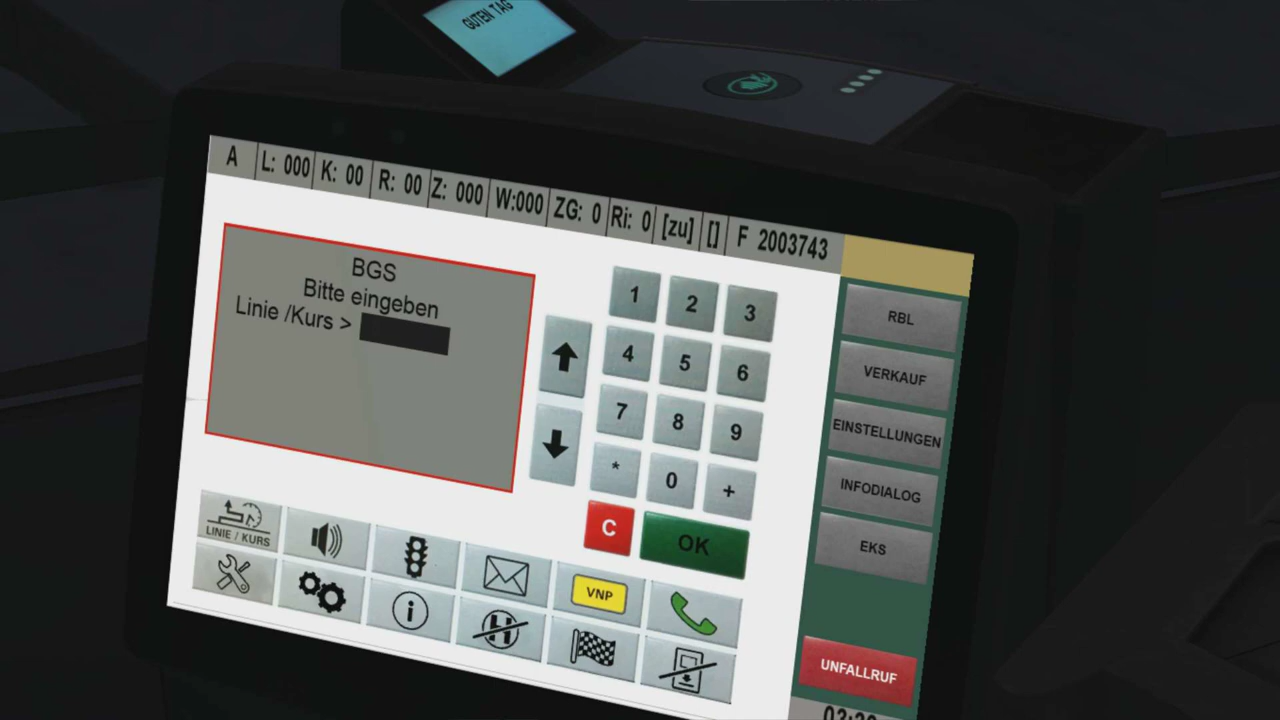 GUTEN TAG
A L: 000 K: 00 R: 00 Z: 000 W:000 ZG: 0 Ri: 0 [zu] [] F 2003743
BGS
Bitte eingeben
Linie /Kurs >
1 2 3
4 5 6
7 8 9
* 0 +
C OK
RBL
VERKAUF
EINSTELLUNGEN
INFODIALOG
EKS
UNFALLRUF
LINIE / KURS
VNP
i
H